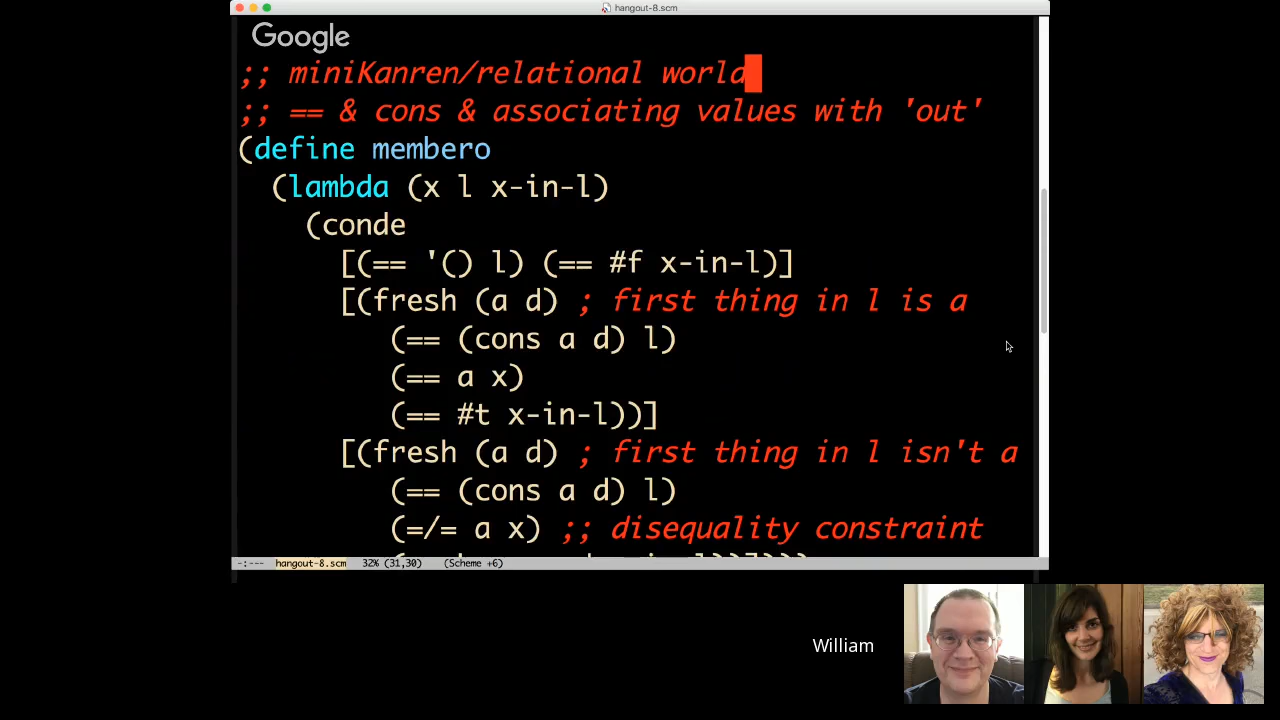 hangout-8.scm
Google
;; miniKanren/relational world
;; == & cons & associating values with 'out'
(define membero
(lambda (x l x-in-l)
(conde
[(== '() l) (== #f x-in-l)]
[(fresh (a d) ; first thing in l is a
(== (cons a d) l)
(== a x)
(== #t x-in-l))]
[(fresh (a d) ; first thing in l isn't a
(== (cons a d) l)
(=/= a x) ;; disequality constraint
-:--- hangout-8.scm 32% (31,30) (Scheme +6)
William